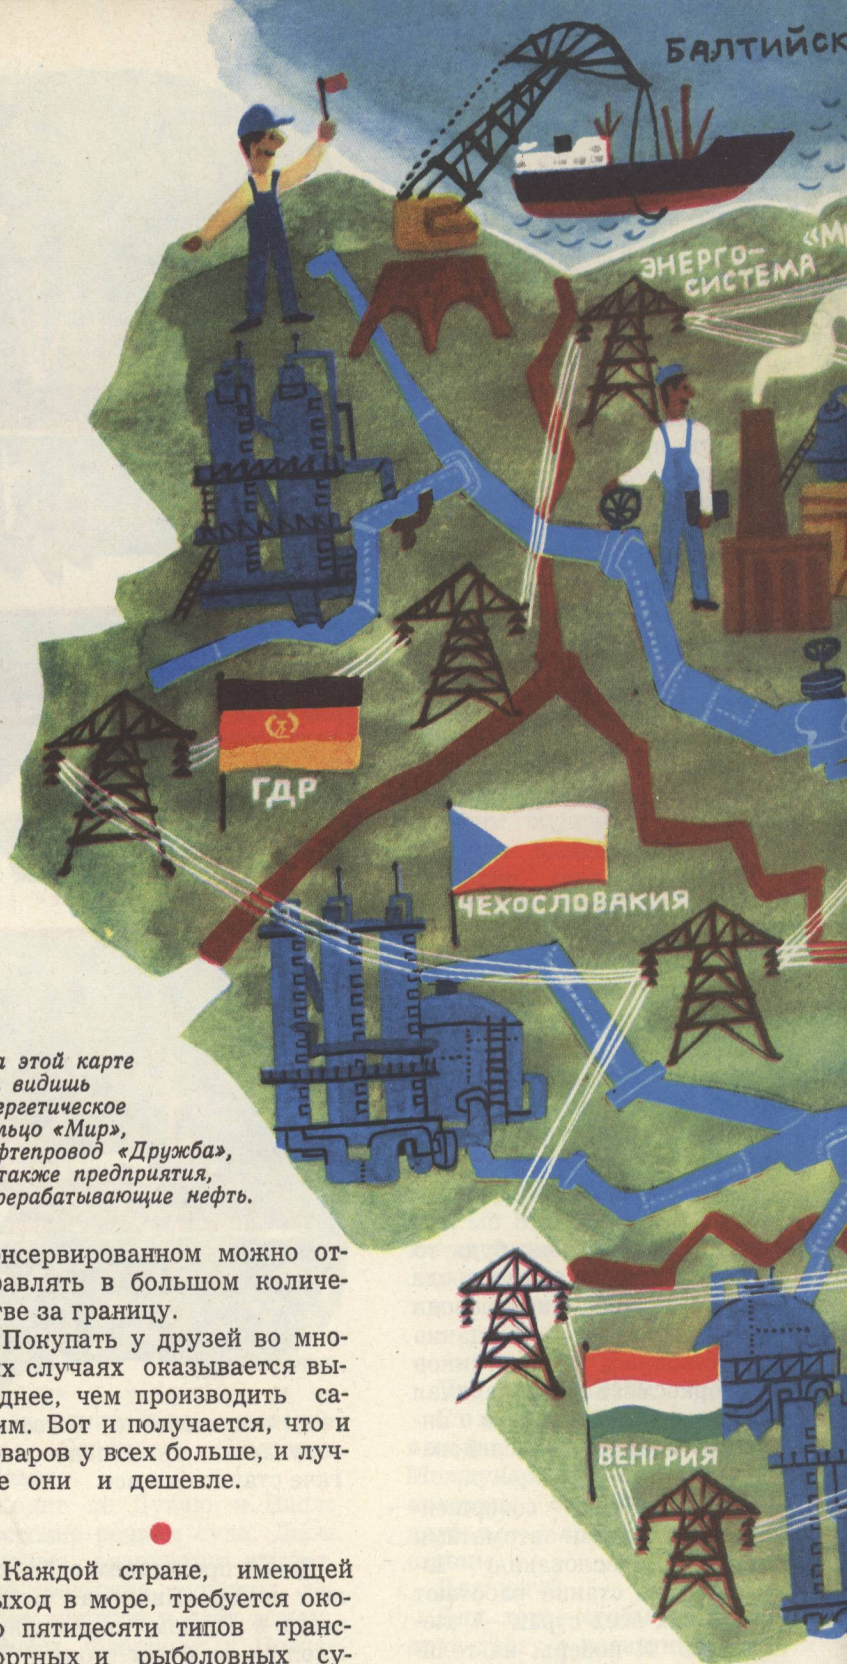 БАЛТИЙСК
ЭНЕРГО-
СИСТЕМА
«М
ГДР
ЧЕХОСЛОВАКИЯ
ВЕНГРИЯ
а этой карте
видишь
ергетическое
льцо «Мир»,
фтепровод «Дружба»,
также предприятия,
ерерабатывающие нефть.
онсервированном можно от-
равлять в большом количе-
тве за границу.
Покупать у друзей во мно-
х случаях оказывается вы-
днее, чем производить са-
им. Вот и получается, что и
оваров у всех больше, и луч-
е они и дешевле.
Каждой стране, имеющей
ыход в море, требуется око-
о пятидесяти типов транс-
ортных и рыболовных су-